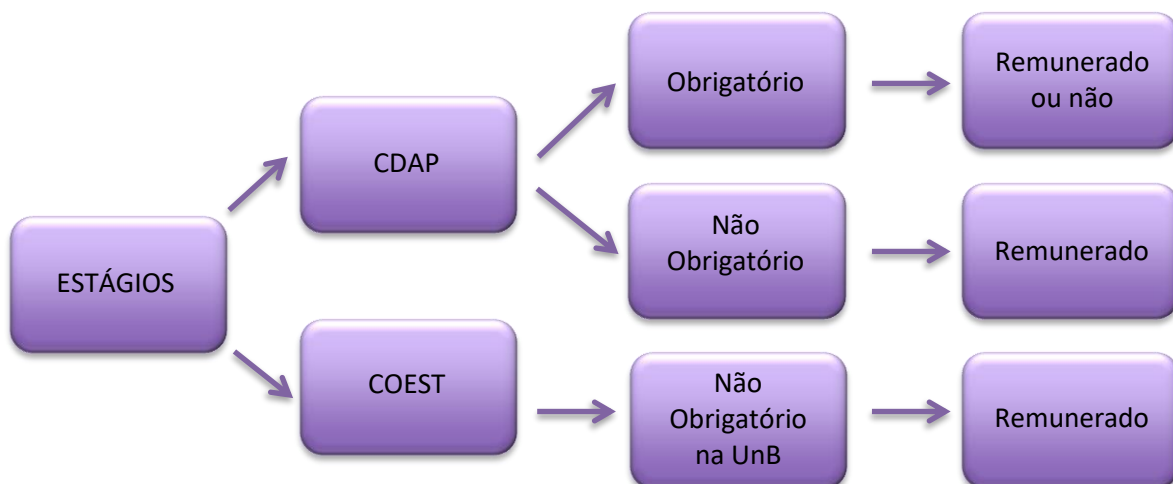 ESTÁGIOS
CDAP
Obrigatório
Remunerado
ou não
Não
Obrigatório
Remunerado
COEST
Não
Obrigatório
na UnB
Remunerado